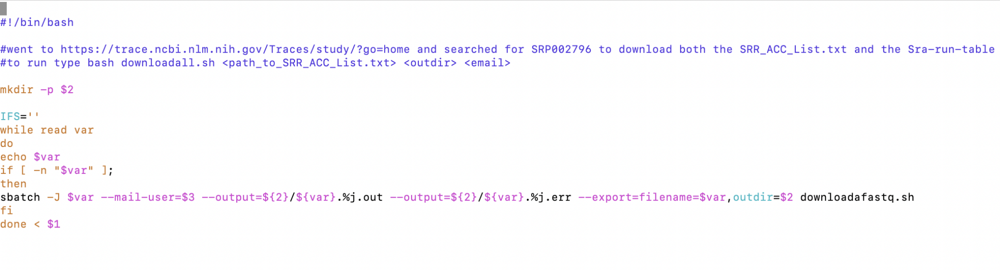 #!/bin/bash
#went to https://trace.ncbi.nlm.nih.gov/Traces/study/?go=home and searched for SRP002796 to download both the SRR_ACC_List.txt and the Sra-run-table
#to run type bash downloadall.sh <path_to_SRR_ACC_List.txt> <outdir> <email>
mkdir -p $2
IFS=''
while read var
do
echo $var
if [ -n "$var" ];
then
sbatch -J $var --mail-user=$3 --output=${2}/${var}.%j.out --output=${2}/${var}.%j.err --export=filename=$var,outdir=$2 downloadafastq.sh
fi
done < $1